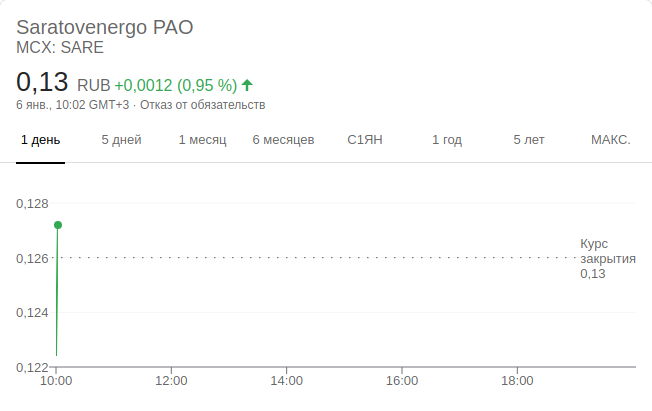 Saratovenergo PAO
MCX: SARE
0,13 RUB +0,0012 (0,95 %)
6 янв., 10:02 GMT+3 · Отказ от обязательств
1 день 5 дней 1 месяц 6 месяцев С1ЯН 1 год 5 лет МАКС.
0,128
0,126
0,124
0,122
Курс
закрытия
0,13
10:00 12:00 14:00 16:00 18:00